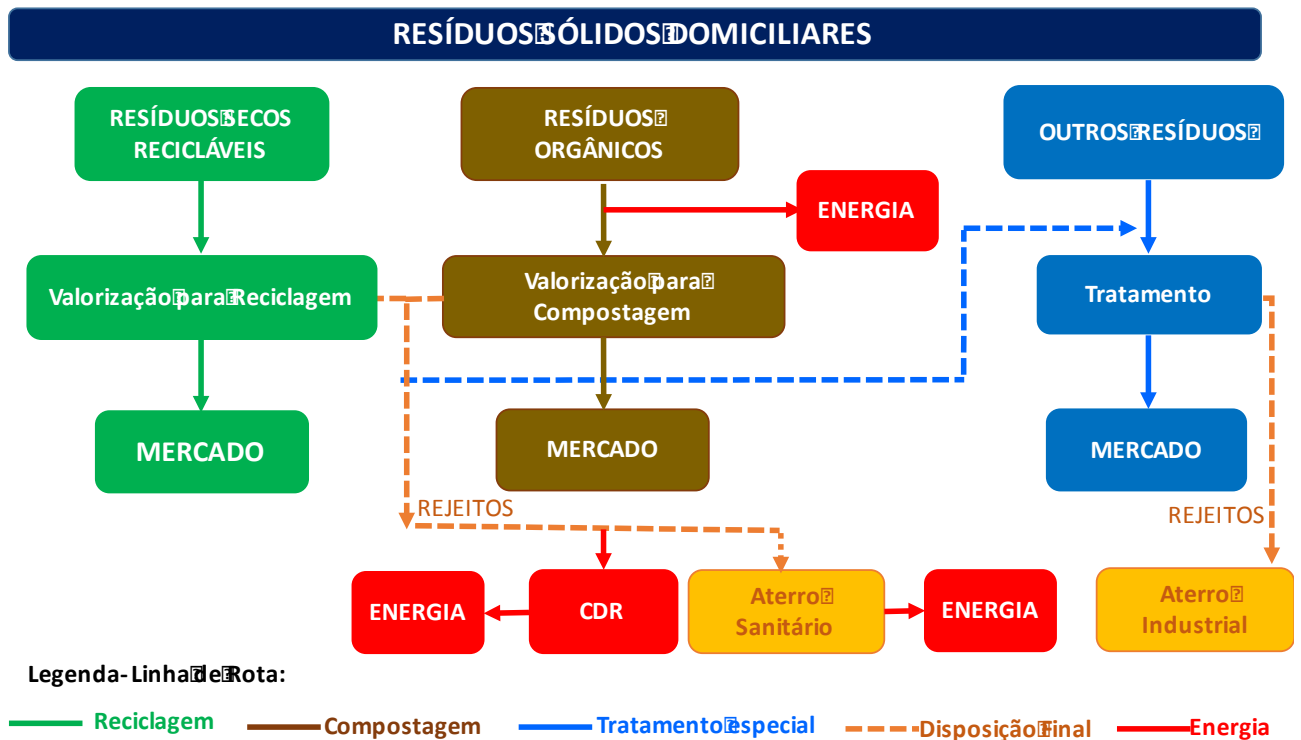 RESÍDUOS SÓLIDOS DOMICILIARES
RESÍDUOS SECOS
RECICLÁVEIS
RESÍDUOS
ORGÂNICOS
OUTROS RESÍDUOS
ENERGIA
Valorização para Reciclagem
Valorização para
Compostagem
Tratamento
MERCADO
MERCADO
MERCADO
REJEITOS
REJEITOS
ENERGIA
CDR
Aterro
Sanitário
ENERGIA
Aterro
Industrial
Legenda- Linha de Rota:
Reciclagem
Compostagem
Tratamento especial
Disposição Final
Energia